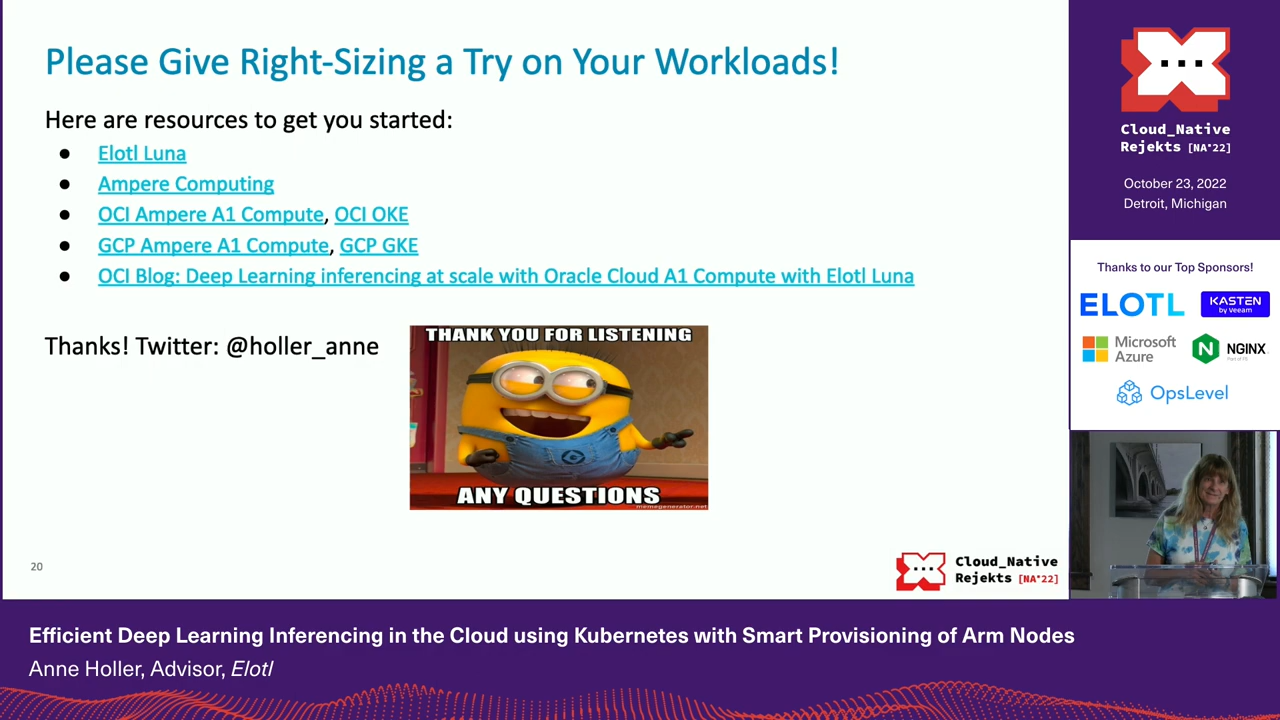 Please Give Right-Sizing a Try on Your Workloads!
Here are resources to get you started:
● Elotl Luna
● Ampere Computing
● OCI Ampere A1 Compute, OCI OKE
● GCP Ampere A1 Compute, GCP GKE
● OCI Blog: Deep Learning inferencing at scale with Oracle Cloud A1 Compute with Elotl Luna
Thanks! Twitter: @holler_anne
THANK YOU FOR LISTENING
ANY QUESTIONS
memegenerator.net
20
Cloud_Native
Rejekts [NA'22]
Cloud_Native
Rejekts [NA'22]
October 23, 2022
Detroit, Michigan
Thanks to our Top Sponsors!
ELOTL
KASTEN
by Veeam
Microsoft
Azure
NGINX
Part of F5
OpsLevel
Efficient Deep Learning Inferencing in the Cloud using Kubernetes with Smart Provisioning of Arm Nodes
Anne Holler, Advisor, Elotl